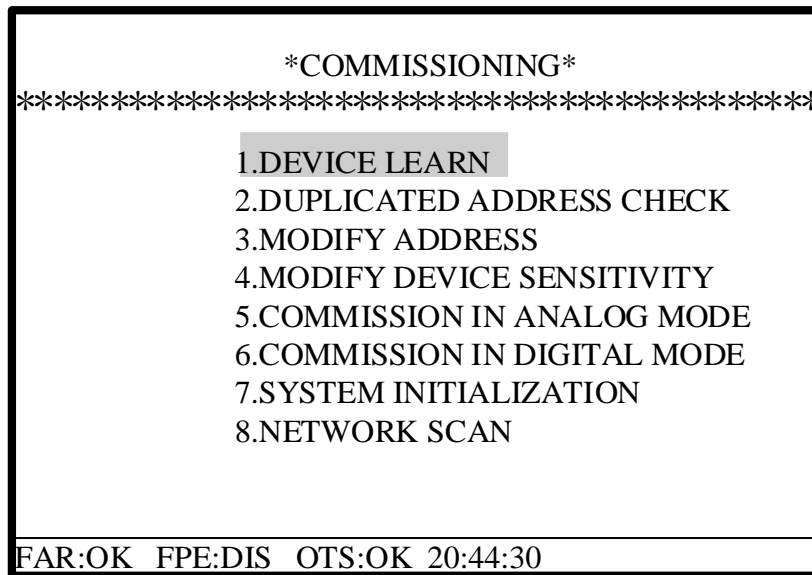 *COMMISSIONING*
*******************************************
1.DEVICE LEARN
2.DUPLICATED ADDRESS CHECK
3.MODIFY ADDRESS
4.MODIFY DEVICE SENSITIVITY
5.COMMISSION IN ANALOG MODE
6.COMMISSION IN DIGITAL MODE
7.SYSTEM INITIALIZATION
8.NETWORK SCAN
FAR:OK FPE:DIS OTS:OK 20:44:30